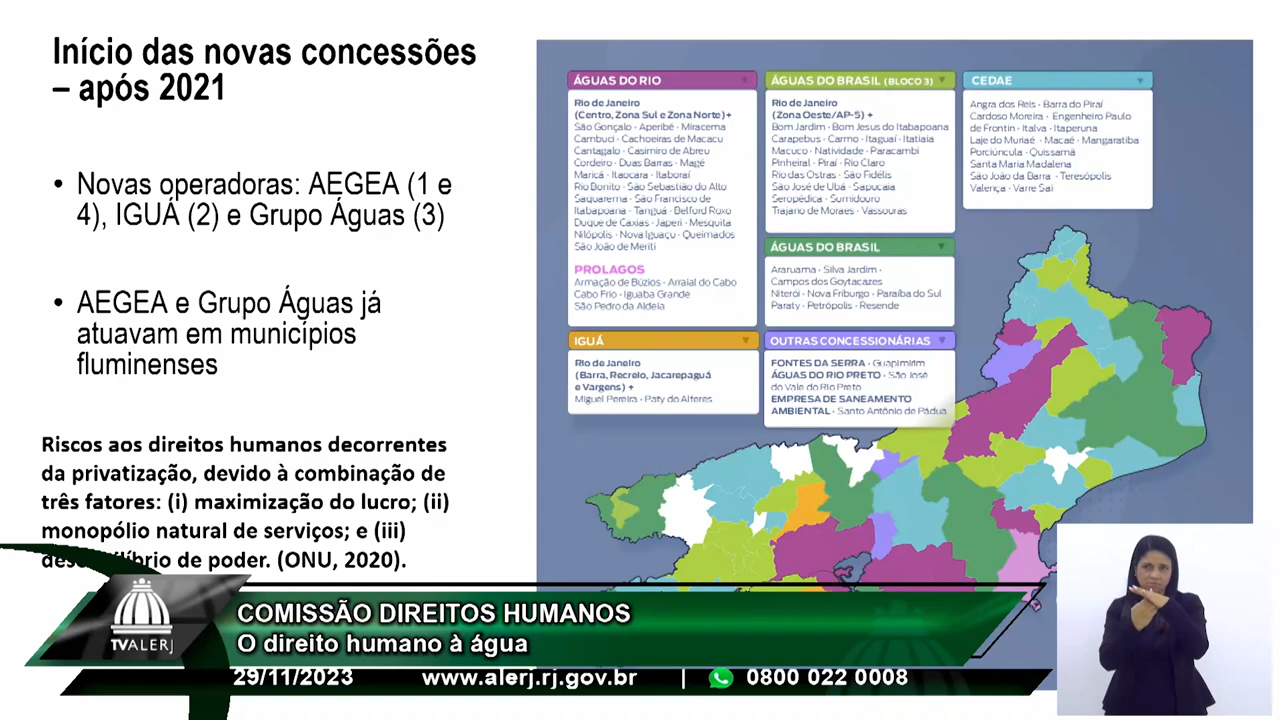 Início das novas concessões
– após 2021
• Novas operadoras: AEGEA (1 e
4), IGUÁ (2) e Grupo Águas (3)
• AEGEA e Grupo Águas já
atuavam em municípios
fluminenses
Riscos aos direitos humanos decorrentes
da privatização, devido à combinação de
três fatores: (i) maximização do lucro; (ii)
monopólio natural de serviços; e (iii)
de poder. (ONU, 2020).
ÁGUAS DO RIO
Rio de Janeiro
(Centro, Zona Sul e Zona Norte) +
São Gonçalo · Aperibé · Miracema
Cambuci · Cachoeiras de Macacu
Cantagalo · Casimiro de Abreu
Cordeiro · Duas Barras · Magé
Maricá · Itaocara · Itaboraí
Rio Bonito · São Sebastião do Alto
Saquarema · São Francisco de
Itabapoana · Tanguá · Belford Roxo
Duque de Caxias · Japeri · Mesquita
Nilópolis · Nova Iguaçu · Queimados
São João de Meriti
PROLAGOS
Armação de Búzios · Arraial do Cabo
Cabo Frio · Iguaba Grande
São Pedro da Aldeia
IGUÁ
Rio de Janeiro
(Barra, Recreio, Jacarepaguá
e Vargens) +
Miguel Pereira · Paty do Alferes
ÁGUAS DO BRASIL (BLOCO 3)
Rio de Janeiro
(Zona Oeste/AP-5) +
Bom Jardim · Bom Jesus do Itabapoana
Carapebus · Carmo · Itaguaí · Itatiaia
Macuco · Natividade · Paracambi
Pinheiral · Piraí · Rio Claro
Rio das Ostras · São Fidélis
São José de Ubá · Sapucaia
Seropédica · Sumidouro
Trajano de Moraes · Vassouras
ÁGUAS DO BRASIL
Araruama · Silva Jardim ·
Campos dos Goytacazes
Niterói · Nova Friburgo · Paraíba do Sul
Paraty · Petrópolis · Resende
OUTRAS CONCESSIONÁRIAS
FONTES DA SERRA · Guapimirim
ÁGUAS DO RIO PRETO · São José
do Vale do Rio Preto
EMPRESA DE SANEAMENTO
AMBIENTAL · Santo Antônio de Pádua
CEDAE
Angra dos Reis · Barra do Piraí
Cardoso Moreira · Engenheiro Paulo
de Frontin · Italva · Itaperuna
Laje do Muriaé · Macaé · Mangaratiba
Porciúncula · Quissamã
Santa Maria Madalena
São João da Barra · Teresópolis
Valença · Varre Sai
TVALERJ
COMISSÃO DIREITOS HUMANOS
O direito humano à água
29/11/2023 www.alerj.rj.gov.br | 0800 022 0008